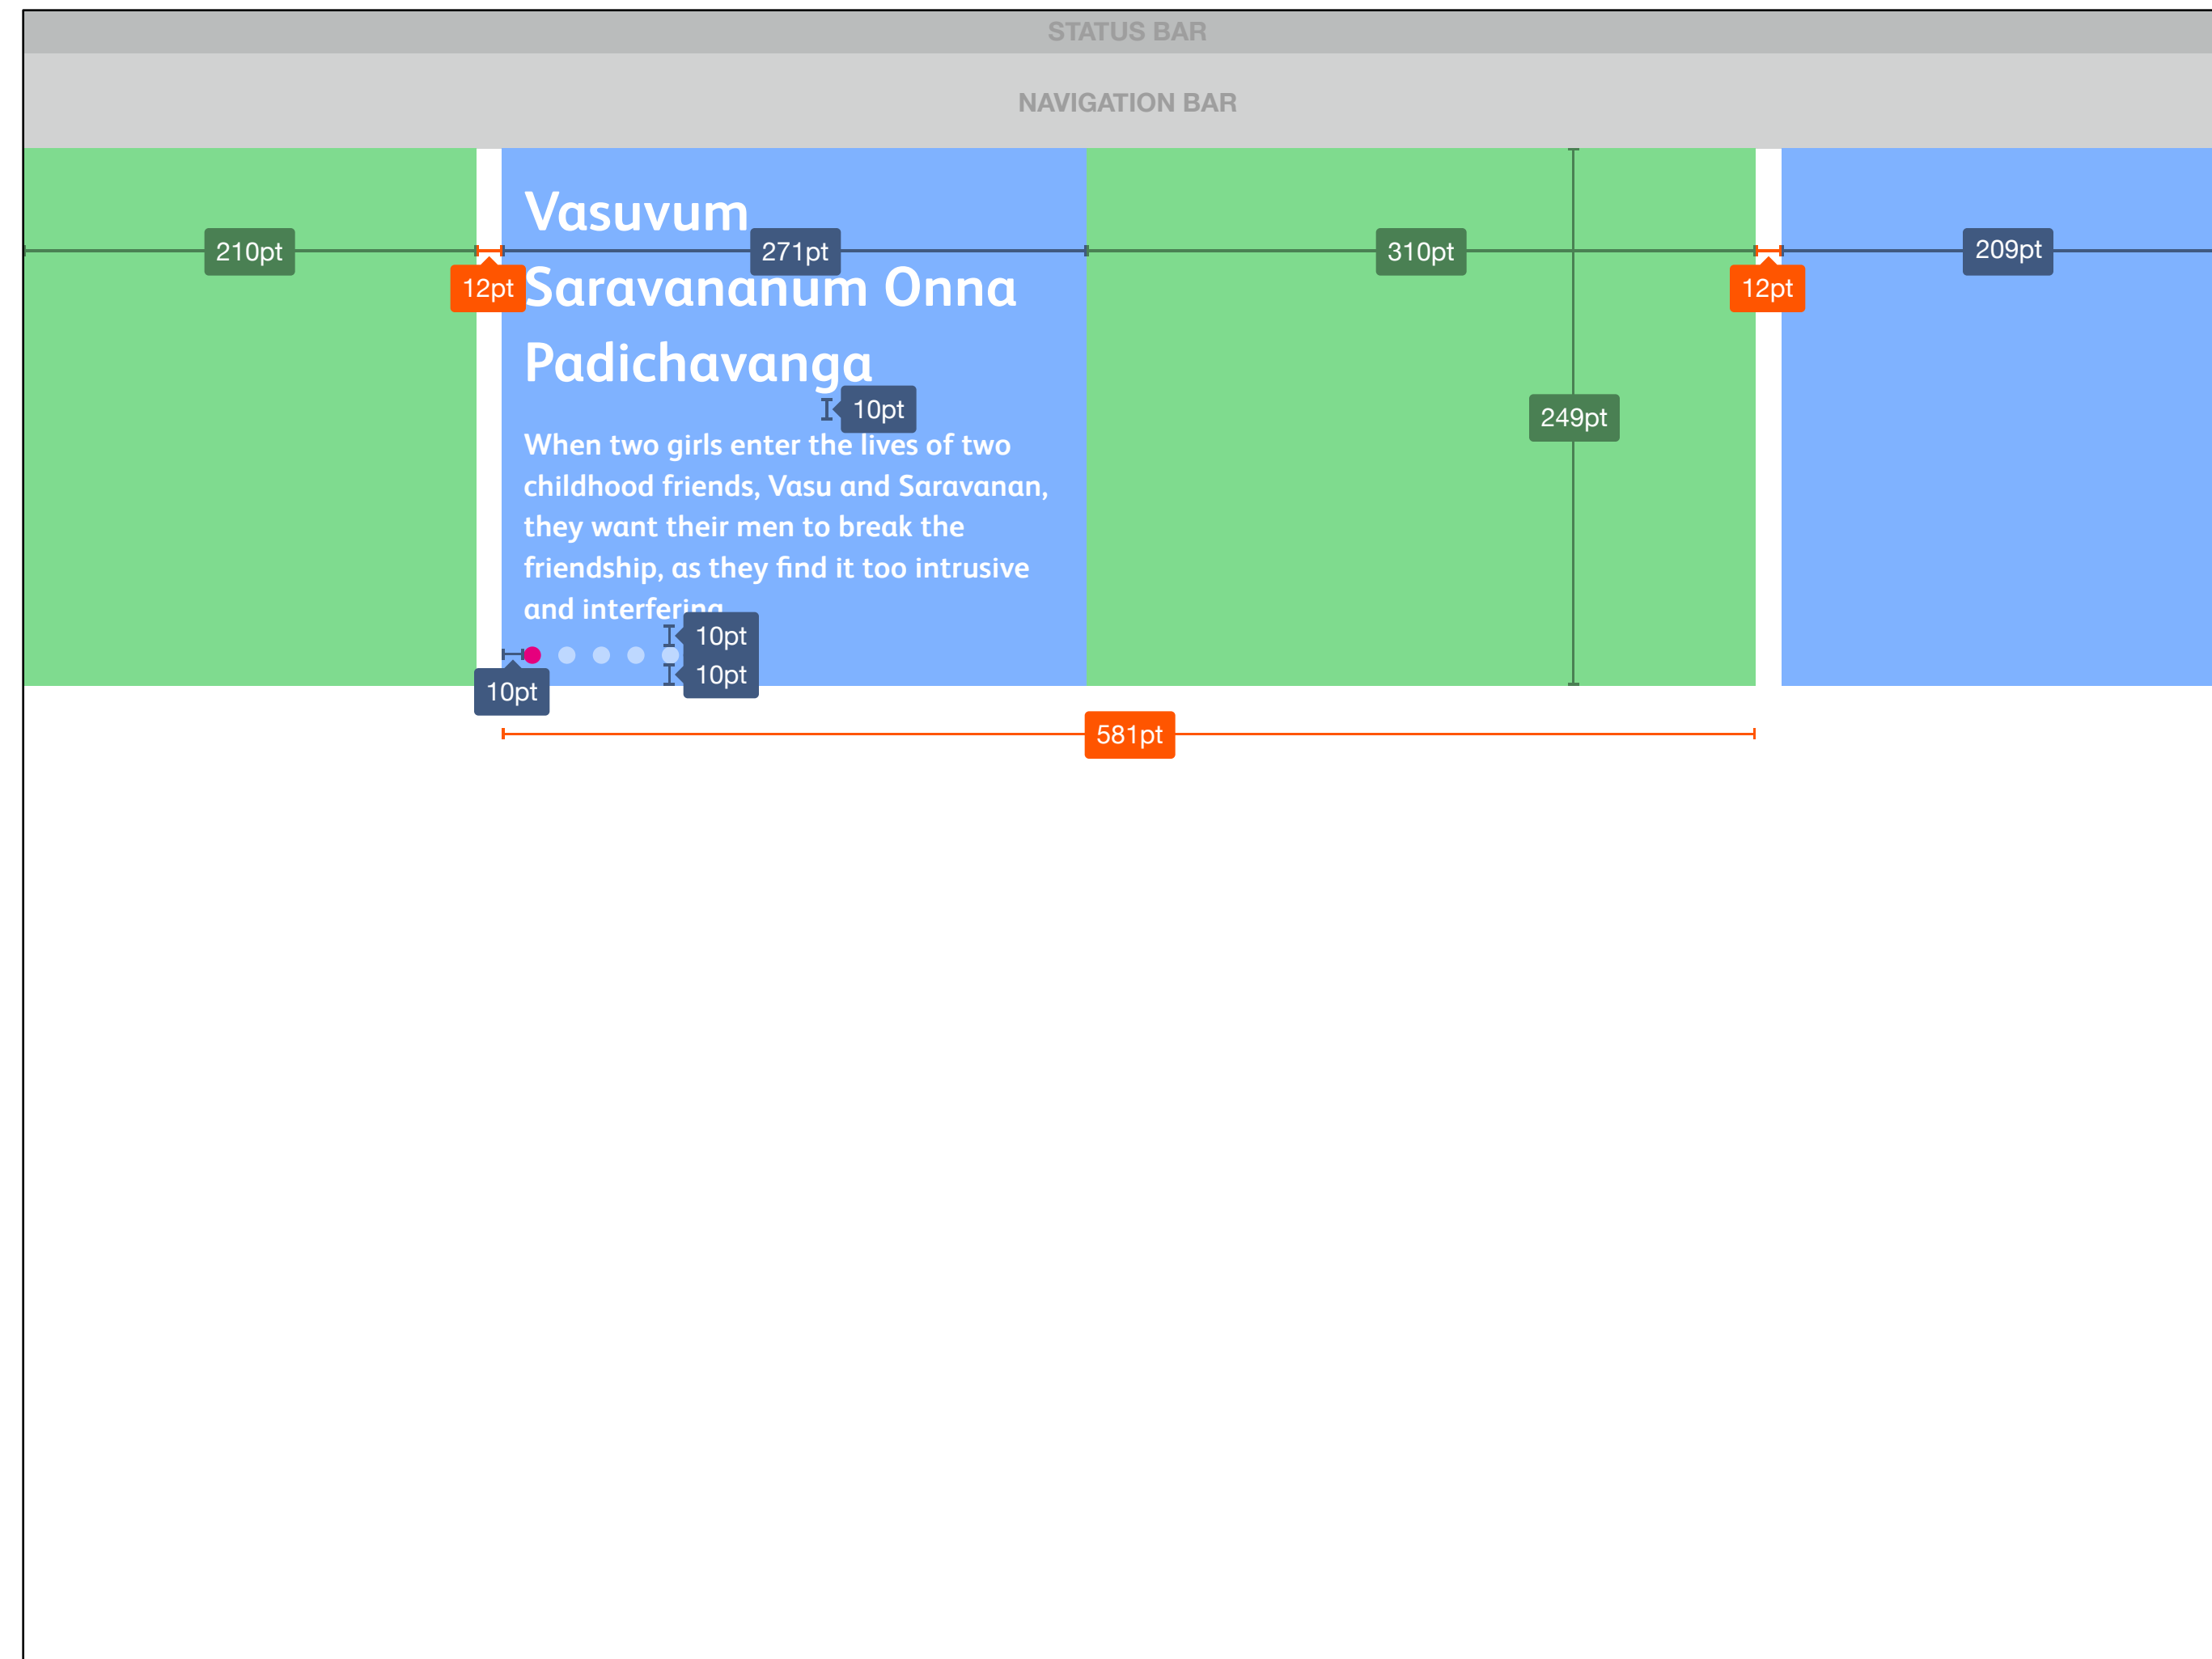 STATUS BAR
NAVIGATION BAR
Vasuvum
210pt
271pt
310pt
209pt
12pt
Saravananum Onna
12pt
Padichavanga
10pt
249pt
When two girls enter the lives of two
childhood friends, Vasu and Saravanan,
they want their men to break the
friendship, as they find it too intrusive
and interfering
10pt
10pt
10pt
581pt